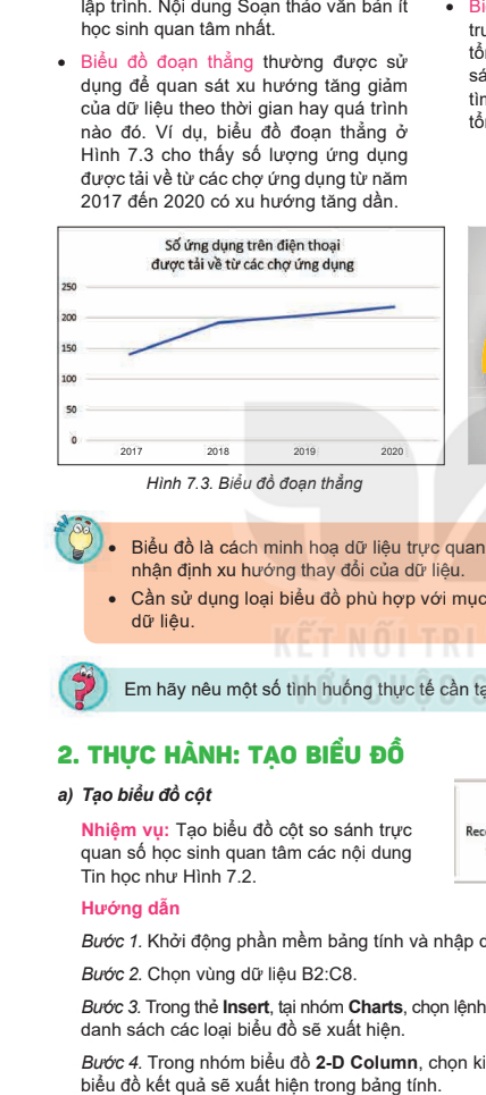 lập trình. Nội dung Soạn thảo văn bản ít
học sinh quan tâm nhất.
• Biểu đồ đoạn thẳng thường được sử
dụng để quan sát xu hướng tăng giảm
của dữ liệu theo thời gian hay quá trình
nào đó. Ví dụ, biểu đồ đoạn thẳng ở
Hình 7.3 cho thấy số lượng ứng dụng
được tải về từ các chợ ứng dụng từ năm
2017 đến 2020 có xu hướng tăng dần.
Số ứng dụng trên điện thoại
được tải về từ các chợ ứng dụng
250
200
150
100
50
0
2017 2018 2019 2020
Hình 7.3. Biểu đồ đoạn thẳng
• Biểu đồ là cách minh hoạ dữ liệu trực quan
nhận định xu hướng thay đổi của dữ liệu.
• Cần sử dụng loại biểu đồ phù hợp với mục
dữ liệu.
KẾT NỐI TRI
VỚI CUỘC S
Em hãy nêu một số tình huống thực tế cần
2. THỰC HÀNH: TẠO BIỂU ĐỒ
a) Tạo biểu đồ cột
Nhiệm vụ: Tạo biểu đồ cột so sánh trực
quan số học sinh quan tâm các nội dung
Tin học như Hình 7.2.
Hướng dẫn
Bước 1. Khởi động phần mềm bảng tính và nhập
Bước 2. Chọn vùng dữ liệu B2:C8.
Bước 3. Trong thẻ Insert, tại nhóm Charts, chọn lệnh
danh sách các loại biểu đồ sẽ xuất hiện.
Bước 4. Trong nhóm biểu đồ 2-D Column, chọn
biểu đồ kết quả sẽ xuất hiện trong bảng tính.